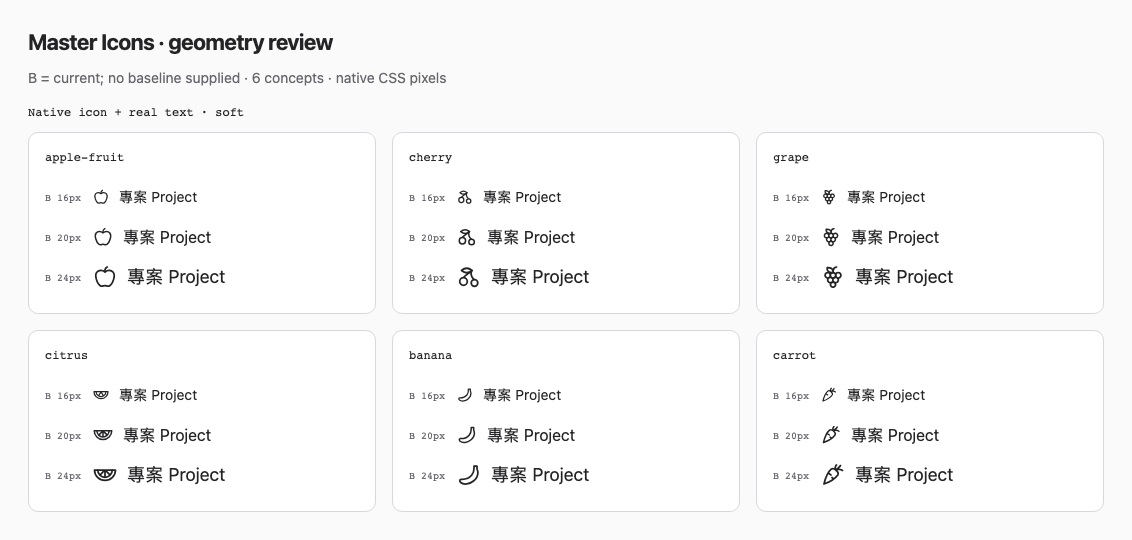 Master Icons · geometry review
B = current; no baseline supplied · 6 concepts · native CSS pixels
Native icon + real text · soft
apple-fruit
B 16px 專案 Project
B 20px 專案 Project
B 24px 專案 Project
cherry
B 16px 專案 Project
B 20px 專案 Project
B 24px 專案 Project
grape
B 16px 專案 Project
B 20px 專案 Project
B 24px 專案 Project
citrus
B 16px 專案 Project
B 20px 專案 Project
B 24px 專案 Project
banana
B 16px 專案 Project
B 20px 專案 Project
B 24px 專案 Project
carrot
B 16px 專案 Project
B 20px 專案 Project
B 24px 專案 Project